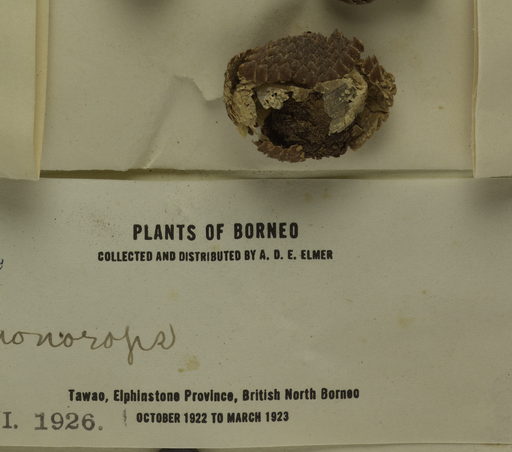 PLANTS OF BORNEO
COLLECTED AND DISTRIBUTED BY A. D. E. ELMER
Tawao, Elphinstone Province, British North Borneo
I. 1926.
OCTOBER 1922 TO MARCH 1923